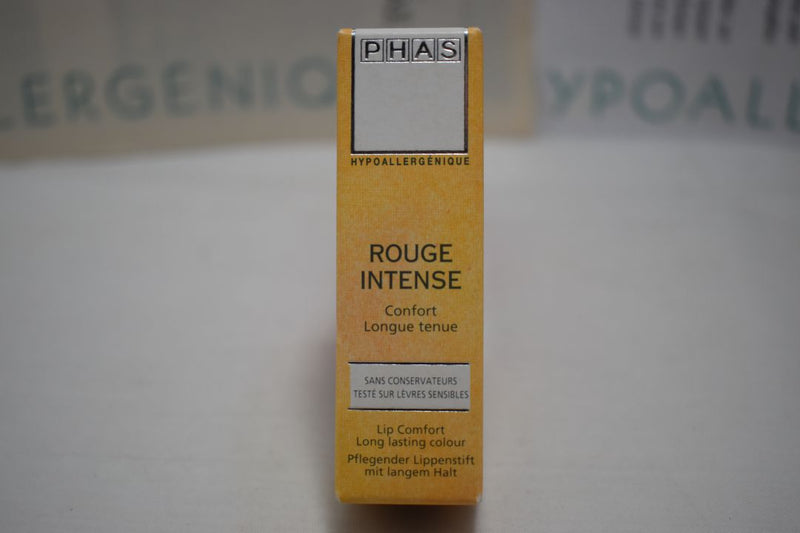 LERGENIQ
YPOALL
PHAS
HYPOALLERGÉNIQUE
ROUGE
INTENSE
Confort
Longue tenue
SANS CONSERVATEURS
TESTÉ SUR LÈVRES SENSIBLES
Lip Comfort
Long lasting colour
Pflegender Lippenstift
mit langem Halt